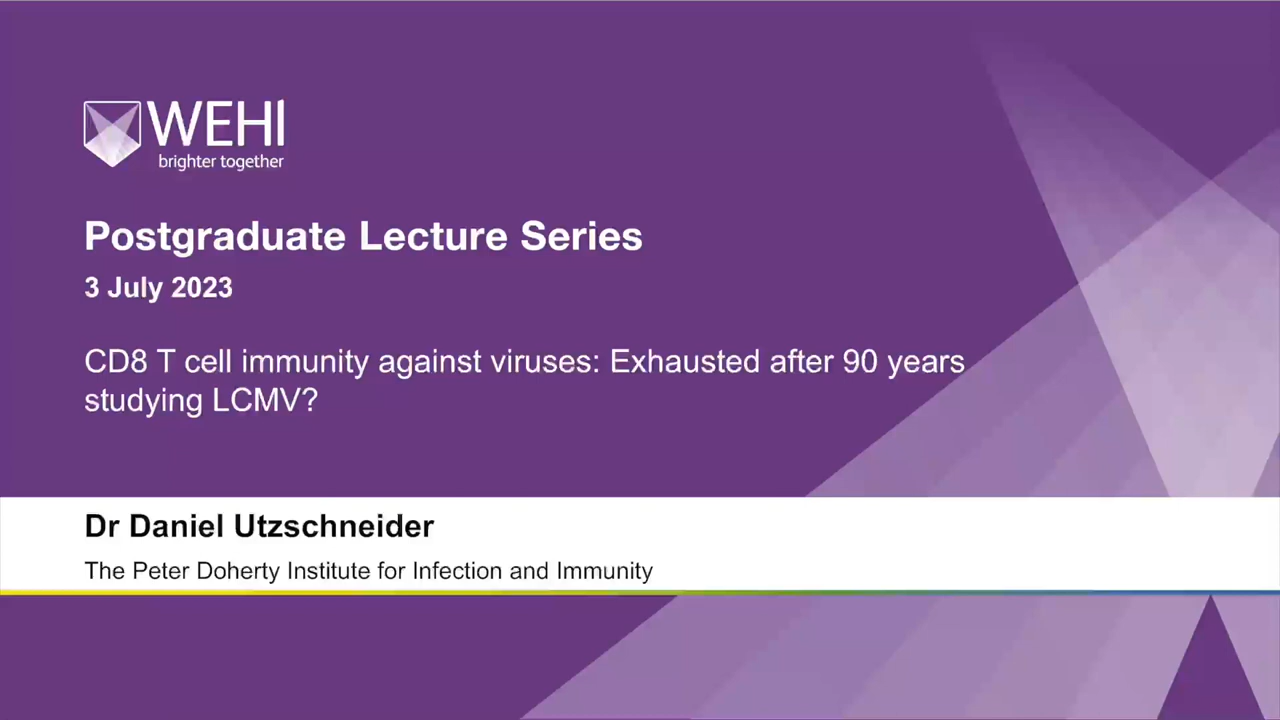 WEHI
brighter together
Postgraduate Lecture Series
3 July 2023
CD8 T cell immunity against viruses: Exhausted after 90 years
studying LCMV?
Dr Daniel Utzschneider
The Peter Doherty Institute for Infection and Immunity